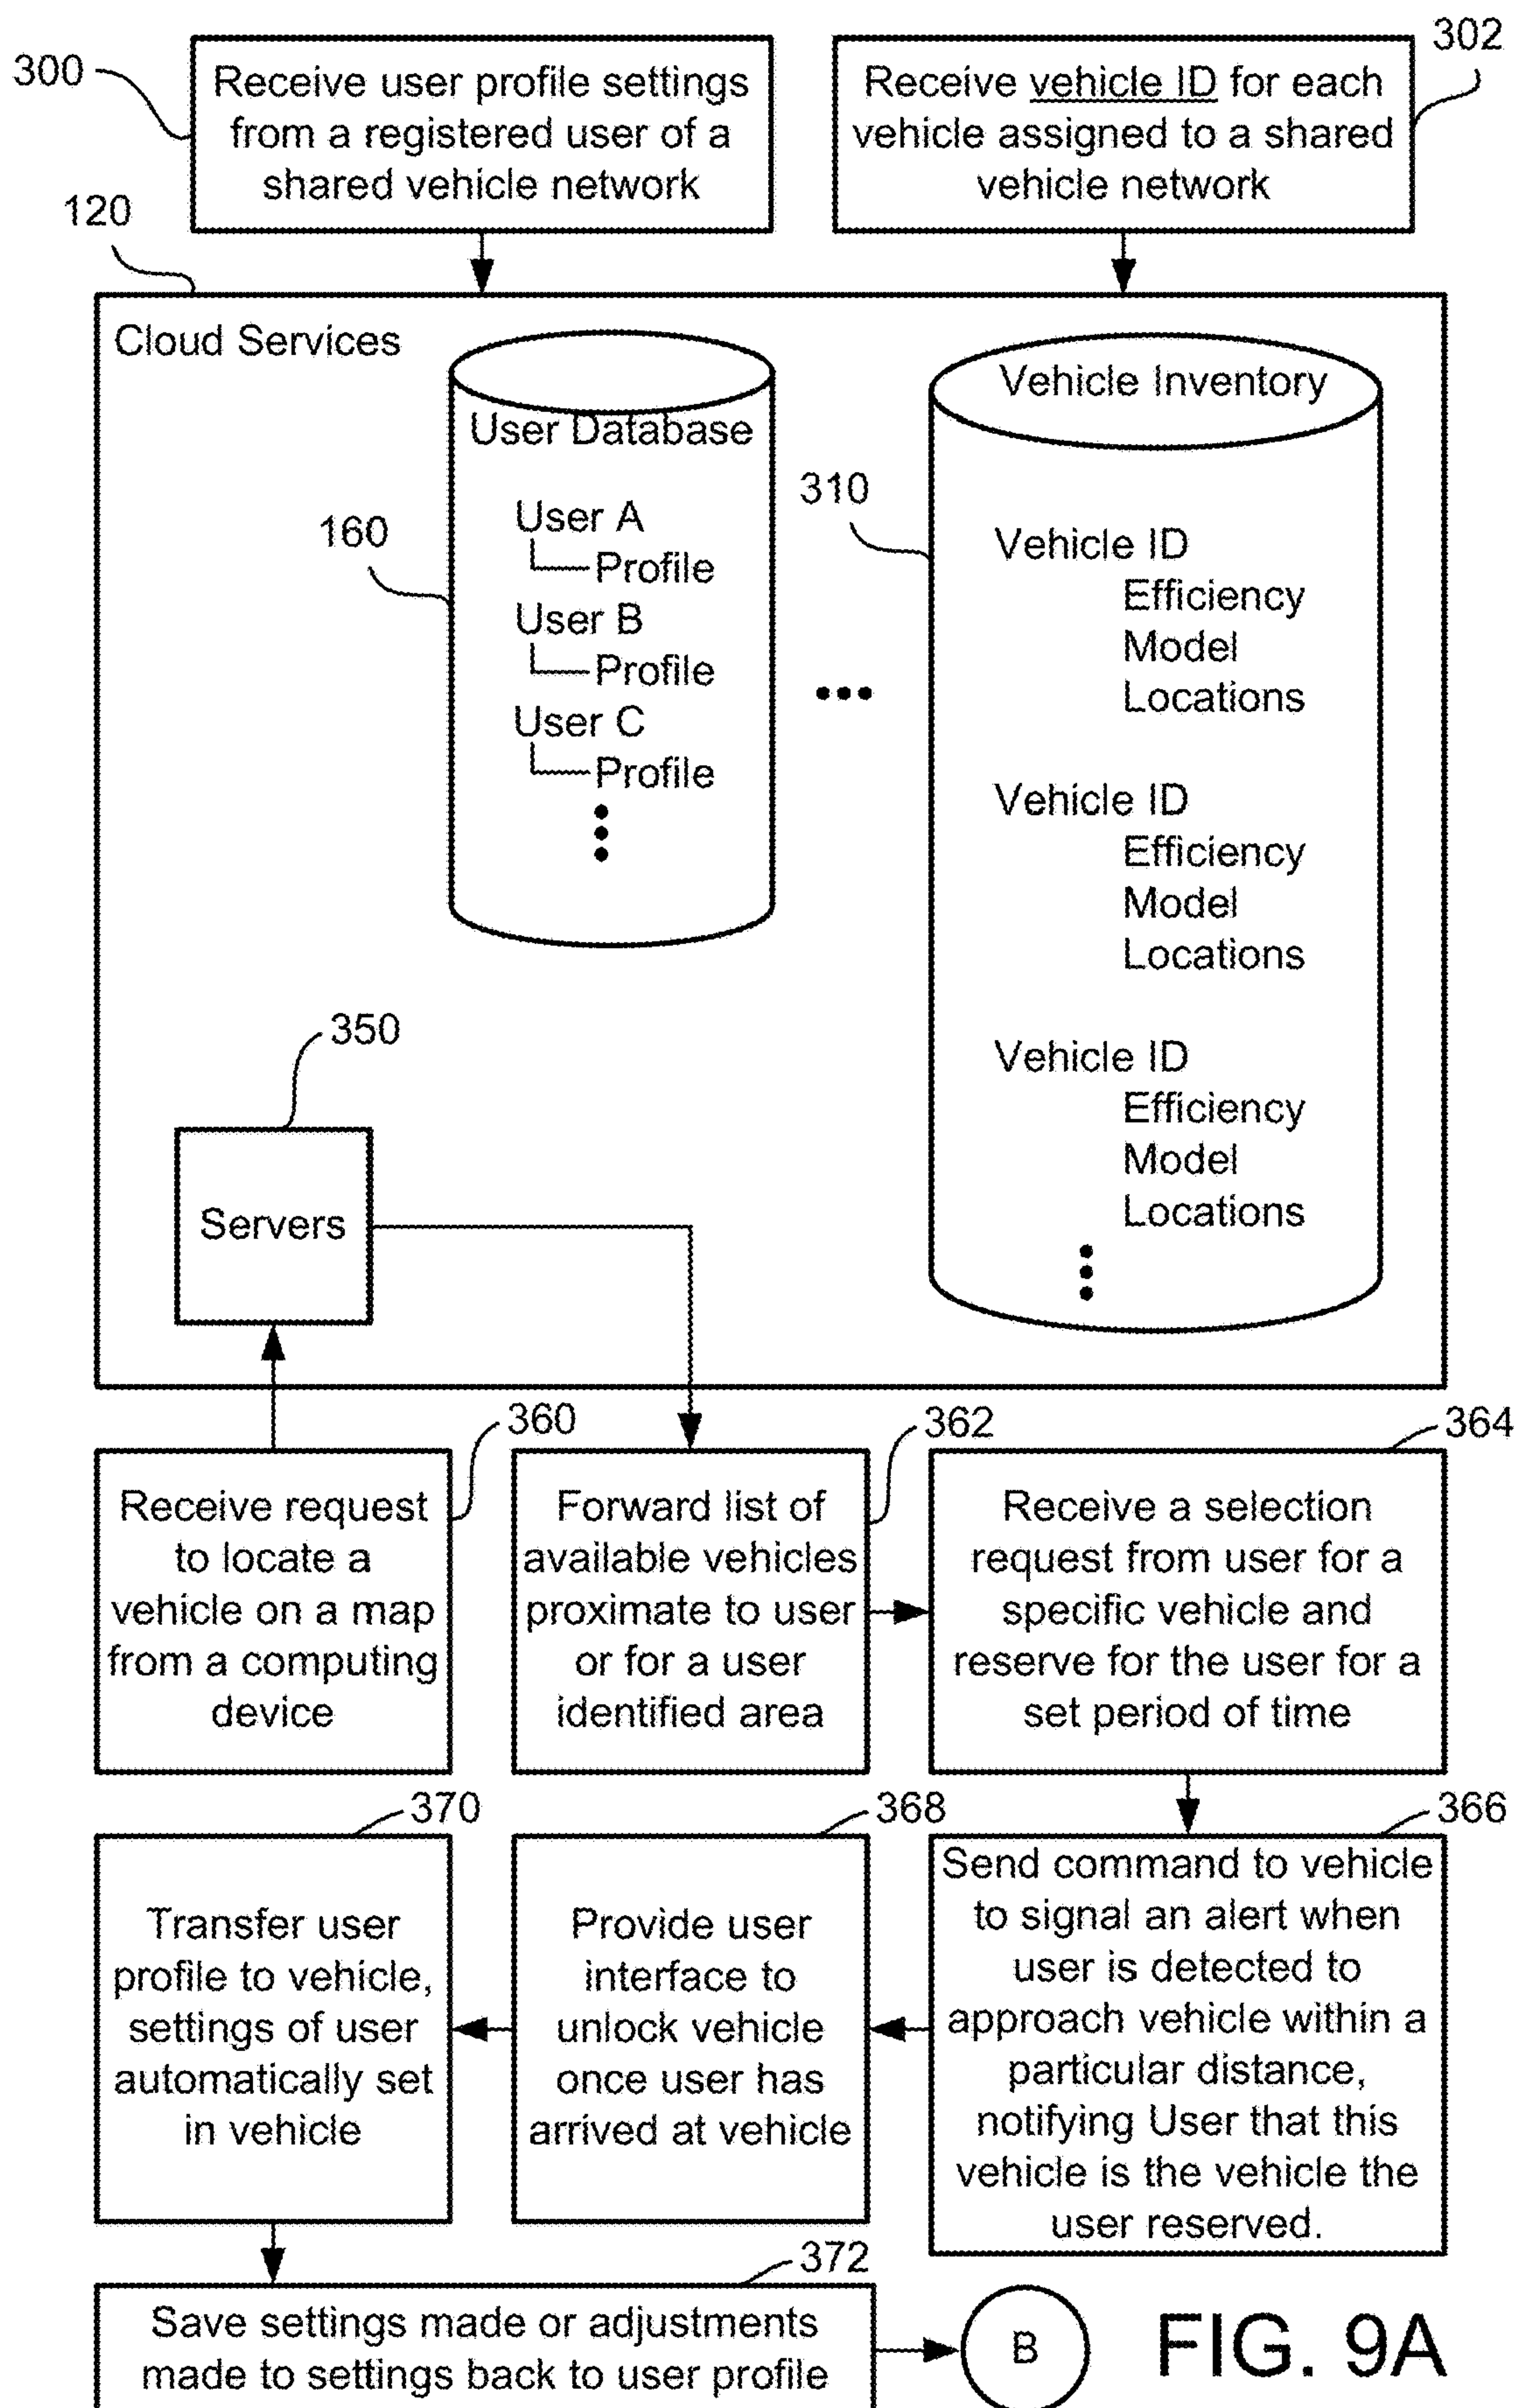 300
Receive user profile settings
from a registered user of a
shared vehicle network
302
Receive vehicle ID for each
vehicle assigned to a shared
vehicle network
120
Cloud Services
User Database
160
User A
Profile
User B
Profile
User C
Profile
Vehicle Inventory
310
Vehicle ID
Efficiency
Model
Locations
Vehicle ID
Efficiency
Model
Locations
Vehicle ID
Efficiency
Model
Locations
350
Servers
360
Receive request
to locate a
vehicle on a map
from a computing
device
362
Forward list of
available vehicles
proximate to user
or for a user
identified area
364
Receive a selection
request from user for a
specific vehicle and
reserve for the user for a
set period of time
366
Send command to vehicle
to signal an alert when
user is detected to
approach vehicle within a
particular distance,
notifying User that this
vehicle is the vehicle the
user reserved.
368
Provide user
interface to
unlock vehicle
once user has
arrived at vehicle
370
Transfer user
profile to vehicle,
settings of user
automatically set
in vehicle
372
Save settings made or adjustments
made to settings back to user profile
B
FIG. 9A